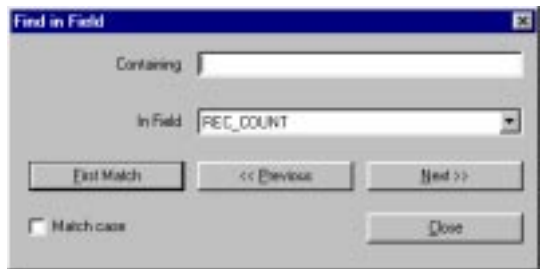 Find in Field
Containing
In Field REC_COUNT
First Match << Previous Next >>
Match case Close